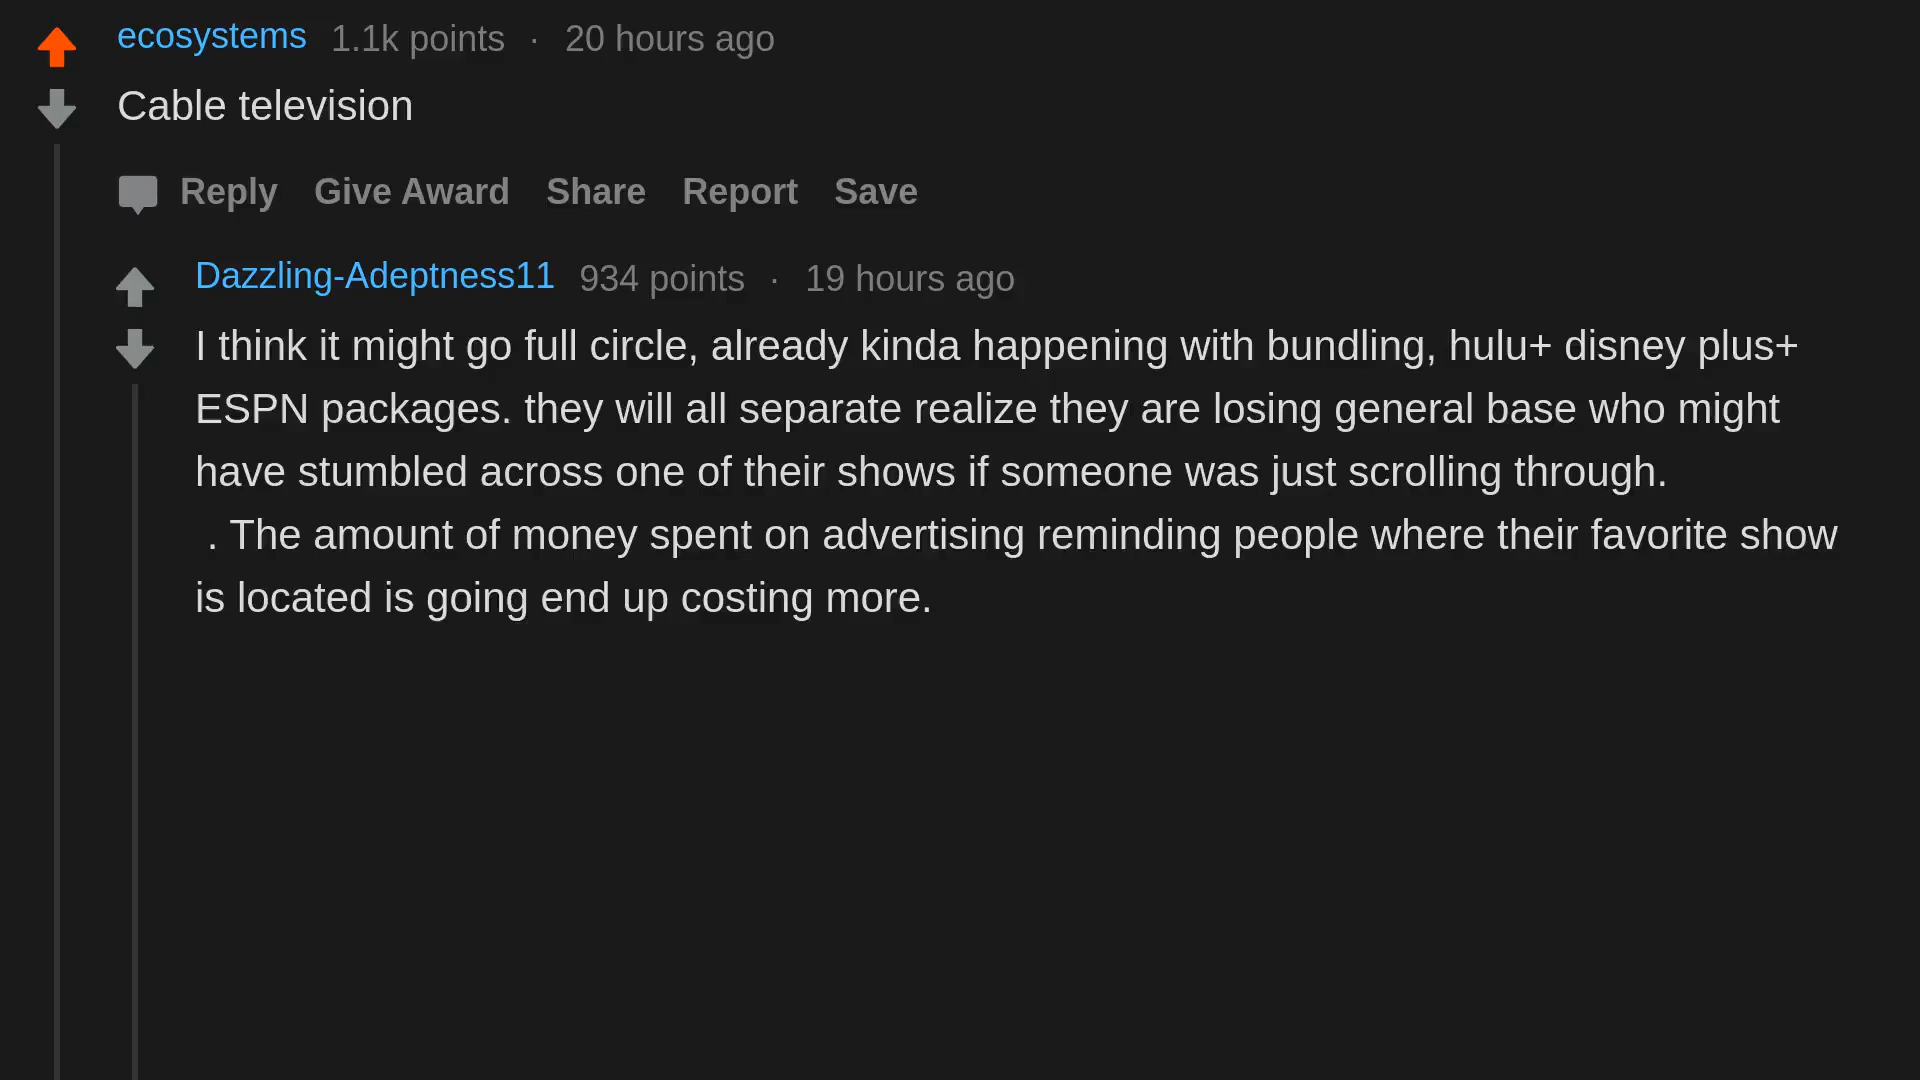 ecosystems 1.1k points · 20 hours ago
Cable television
Reply Give Award Share Report Save
Dazzling-Adeptness11 934 points · 19 hours ago
I think it might go full circle, already kinda happening with bundling, hulu+ disney plus+
ESPN packages. they will all separate realize they are losing general base who might
have stumbled across one of their shows if someone was just scrolling through.
. The amount of money spent on advertising reminding people where their favorite show
is located is going end up costing more.